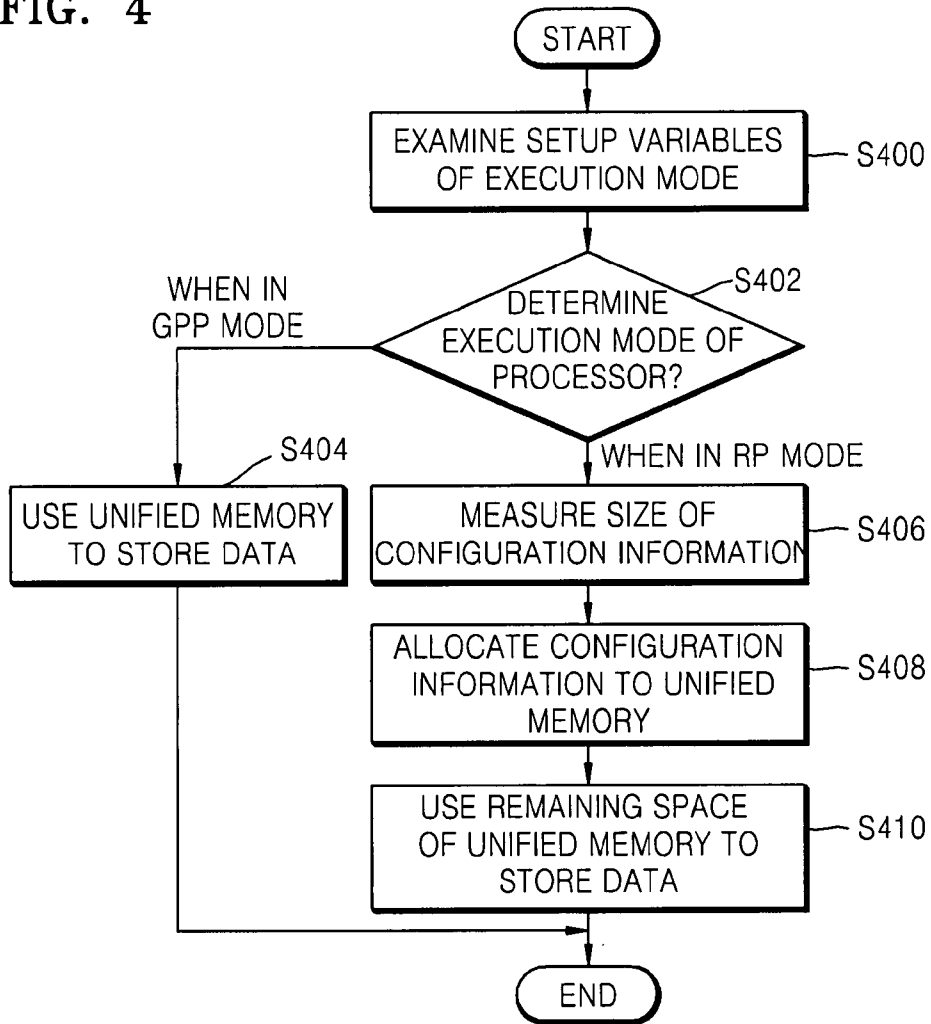 FIG. 4
START
EXAMINE SETUP VARIABLES
OF EXECUTION MODE
S400
S402
DETERMINE
EXECUTION MODE OF
PROCESSOR?
WHEN IN
GPP MODE
S404
USE UNIFIED MEMORY
TO STORE DATA
WHEN IN RP MODE
MEASURE SIZE OF
CONFIGURATION INFORMATION
S406
ALLOCATE CONFIGURATION
INFORMATION TO UNIFIED
MEMORY
S408
USE REMAINING SPACE
OF UNIFIED MEMORY TO
STORE DATA
S410
END